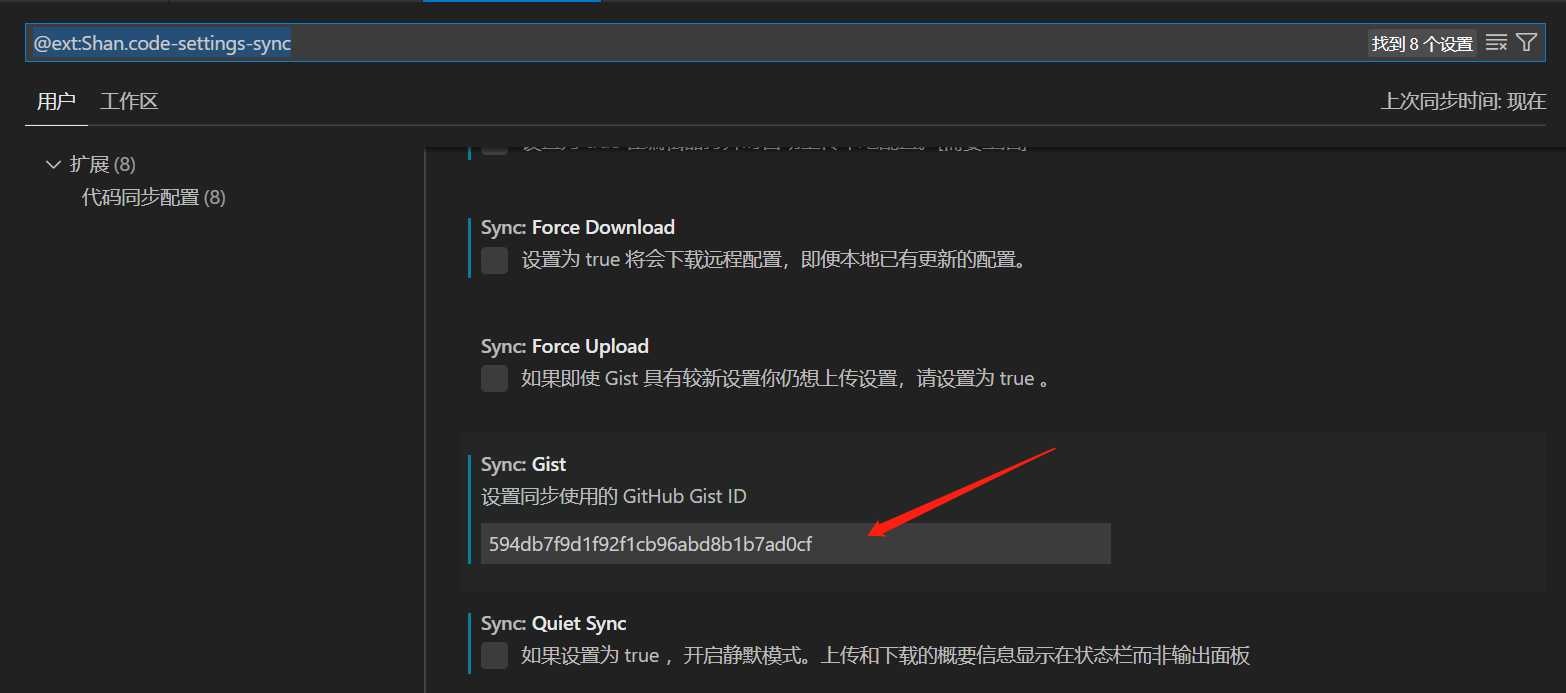 @ext:Shan.code-settings-sync
找到 8 个设置
用户 工作区
上次同步时间: 现在
扩展 (8)
代码同步配置 (8)
Sync: Force Download
设置为 true 将会下载远程配置，即便本地已有更新的配置。
Sync: Force Upload
如果即使 Gist 具有较新设置你仍想上传设置，请设置为 true 。
Sync: Gist
设置同步使用的 GitHub Gist ID
594db7f9d1f92f1cb96abd8b1b7ad0cf
Sync: Quiet Sync
如果设置为 true ，开启静默模式。上传和下载的概要信息显示在状态栏而非输出面板